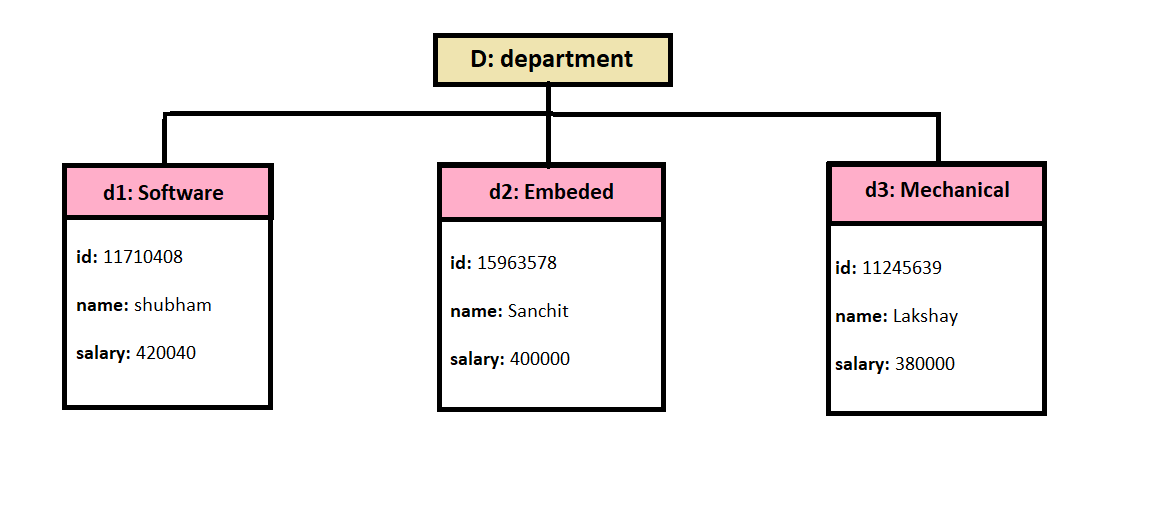 D: department
d1: Software
id: 11710408
name: shubham
salary: 420040
d2: Embeded
id: 15963578
name: Sanchit
salary: 400000
d3: Mechanical
id: 11245639
name: Lakshay
salary: 380000